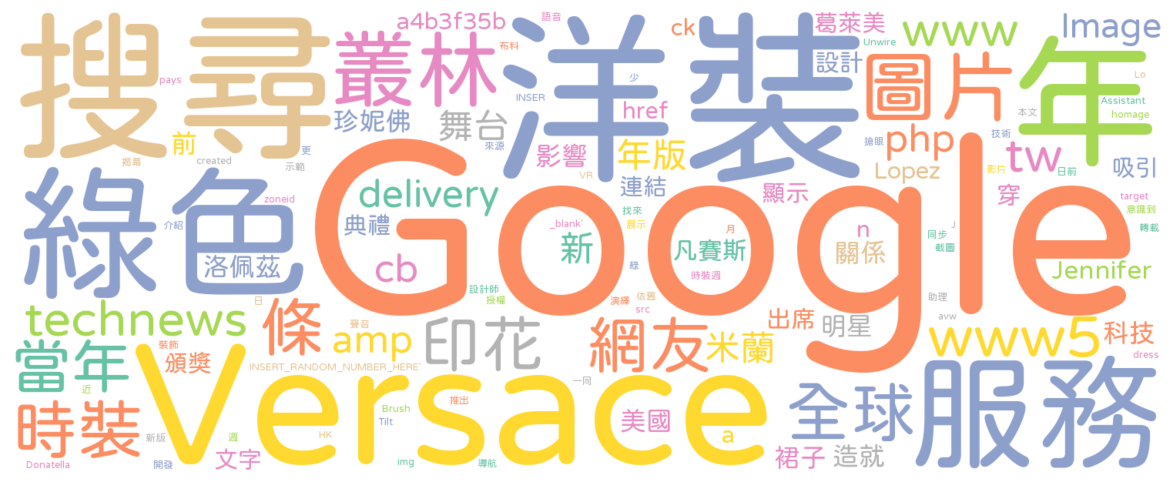 搜尋
叢林
洋裝
a4b3f35b
語音
布料
ck
葛萊美
www
Image
年
設計
Unwire
圖片
Lo
pays
INSER
少
href
Assistant
homage
本文
珍妮佛
舞台
來源
搶眼
php
技術
前
揭幕
created
更
示範
影響
年版
VR
連結
Lopez
tw
影片
日前
吸引
綠色
zoneid
delivery
顯示
穿
target
意識到
介紹
典禮
Google
_blank`
找來
展示
月
n
J
同步
轉載
洛佩茲
cb
新
凡賽斯
關係
截圖
綠
時裝週
Jennifer
設計師
授權
演繹
依舊
src
助理
日
technews
條
聲音
amp
印花
網友
米蘭
出席
明星
avw
www5
科技
當年
裝飾
頒獎
INSERT_RANDOM_NUMBER_HERE'
一同
dress
近
Versace
全球
服務
時裝
Brush
Tilt
推出
美國
a
新版
HK
週
文字
Donatella
開發
img
導航
裙子
造就